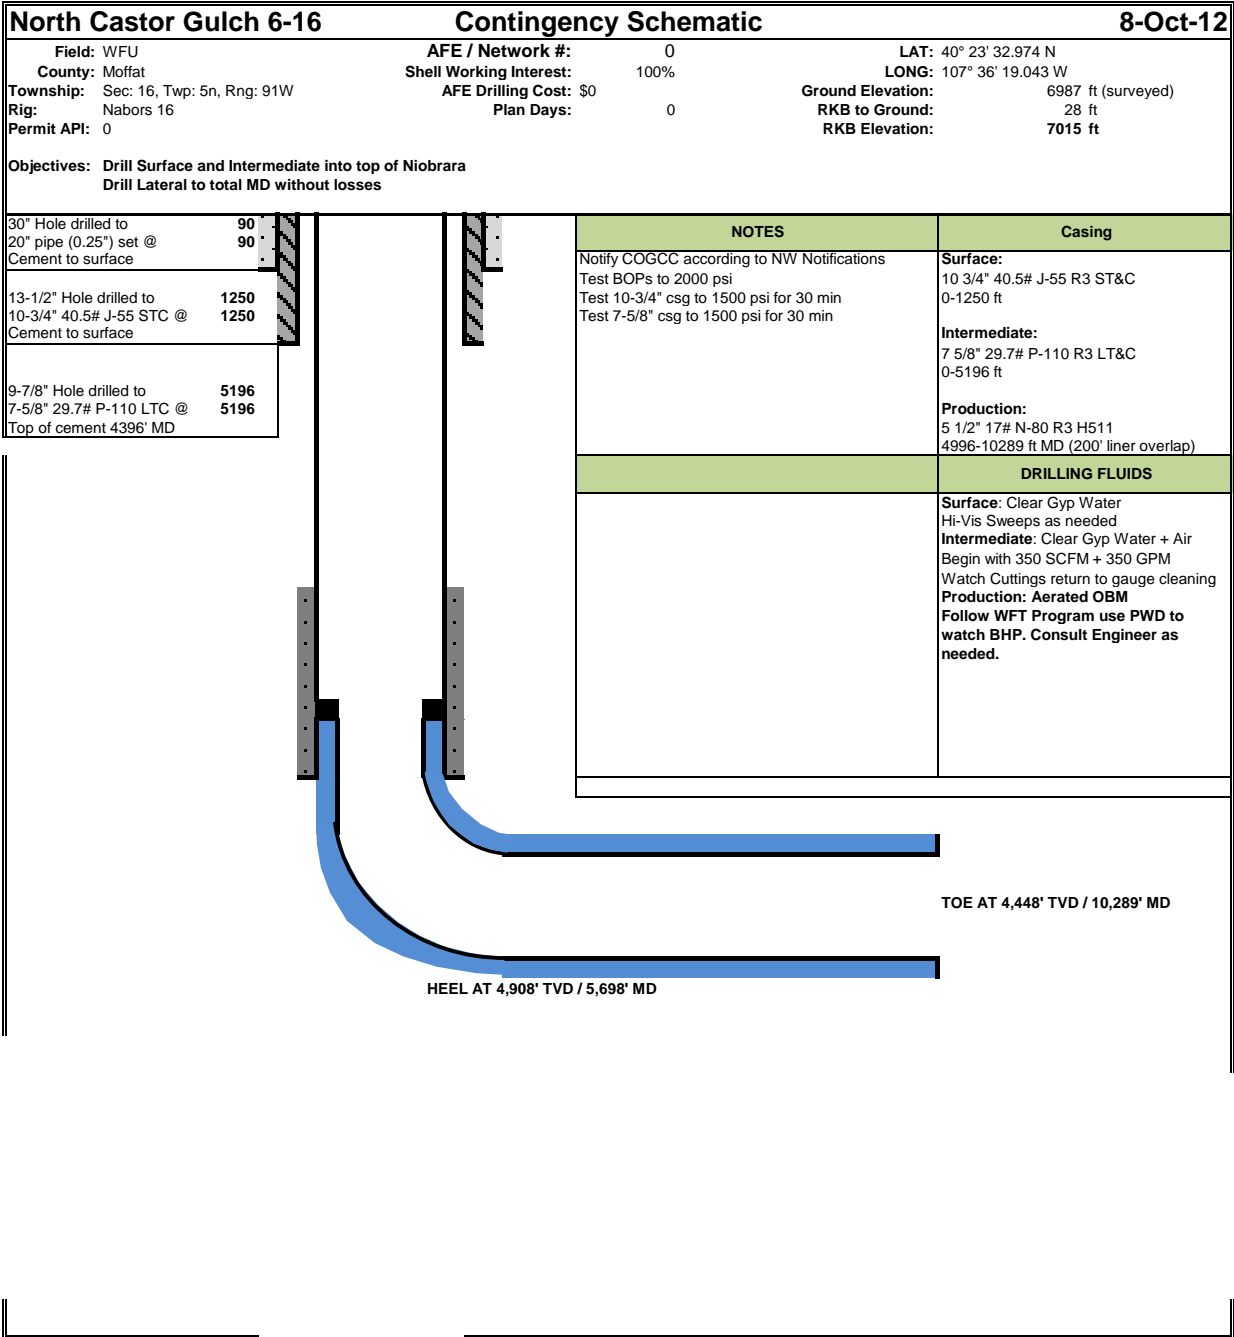 North Castor Gulch 6-16 Contingency Schematic 8-Oct-12
Field: WFU AFE / Network #: 0 LAT: 40° 23' 32.974 N
County: Moffat Shell Working Interest: 100% LONG: 107° 36' 19.043 W
Township: Sec: 16, Twp: 5n, Rng: 91W AFE Drilling Cost: $0 Ground Elevation: 6987 ft (surveyed)
Rig: Nabors 16 Plan Days: 0 RKB to Ground: 28 ft
Permit API: 0 RKB Elevation: 7015 ft
Objectives: Drill Surface and Intermediate into top of Niobrara
Drill Lateral to total MD without losses
30" Hole drilled to 90
20" pipe (0.25") set @ 90
Cement to surface
13-1/2" Hole drilled to 1250
10-3/4" 40.5# J-55 STC @ 1250
Cement to surface
9-7/8" Hole drilled to 5196
7-5/8" 29.7# P-110 LTC @ 5196
Top of cement 4396' MD
NOTES
Notify COGCC according to NW Notifications
Test BOPs to 2000 psi
Test 10-3/4" csg to 1500 psi for 30 min
Test 7-5/8" csg to 1500 psi for 30 min
Casing
Surface:
10 3/4" 40.5# J-55 R3 ST&C
0-1250 ft
Intermediate:
7 5/8" 29.7# P-110 R3 LT&C
0-5196 ft
Production:
5 1/2" 17# N-80 R3 H511
4996-10289 ft MD (200' liner overlap)
DRILLING FLUIDS
Surface: Clear Gyp Water
Hi-Vis Sweeps as needed
Intermediate: Clear Gyp Water + Air
Begin with 350 SCFM + 350 GPM
Watch Cuttings return to gauge cleaning
Production: Aerated OBM
Follow WFT Program use PWD to
watch BHP. Consult Engineer as
needed.
TOE AT 4,448' TVD / 10,289' MD
HEEL AT 4,908' TVD / 5,698' MD